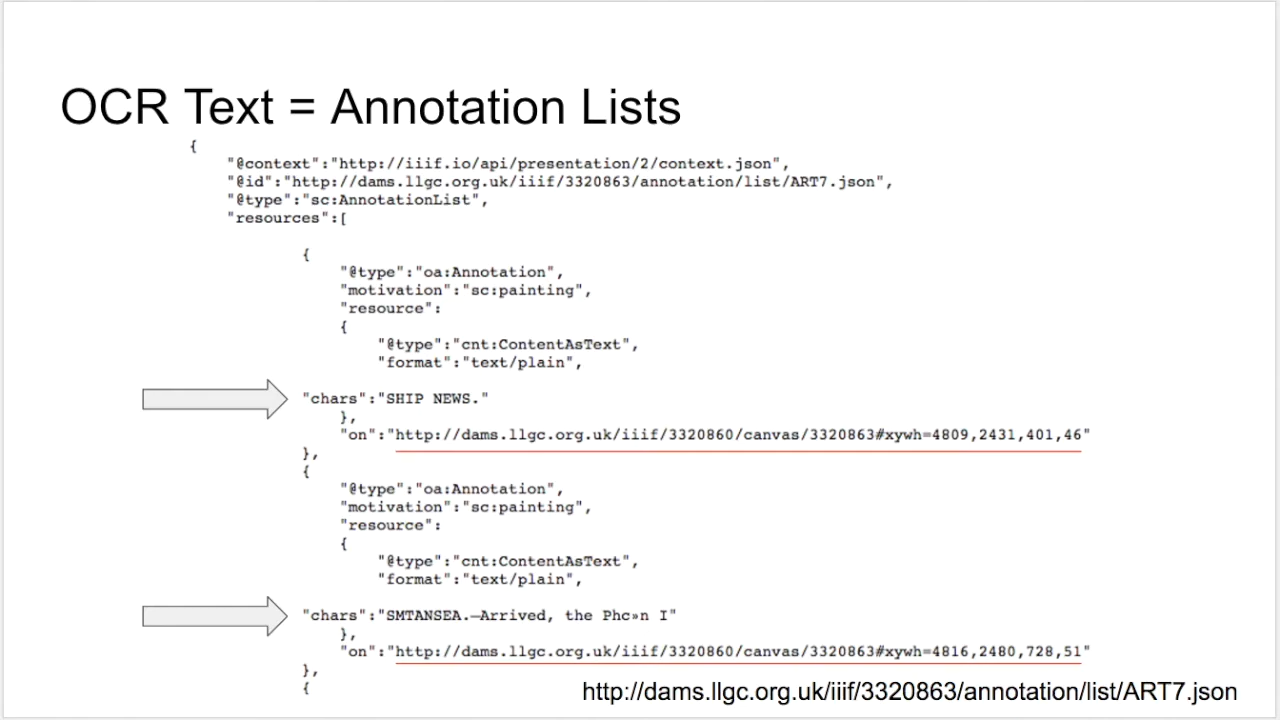 OCR Text = Annotation Lists
{
"@context":"http://iiif.io/api/presentation/2/context.json",
"@id":"http://dams.llgc.org.uk/iiif/3320863/annotation/list/ART7.json",
"@type":"sc:AnnotationList",
"resources":[
{
"@type":"oa:Annotation",
"motivation":"sc:painting",
"resource":
{
"@type":"cnt:ContentAsText",
"format":"text/plain",
"chars":"SHIP NEWS."
},
"on":"http://dams.llgc.org.uk/iiif/3320860/canvas/3320863#xywh=4809,2431,401,46"
},
{
"@type":"oa:Annotation",
"motivation":"sc:painting",
"resource":
{
"@type":"cnt:ContentAsText",
"format":"text/plain",
"chars":"SMTANSEA.—Arrived, the Phc»n I"
},
"on":"http://dams.llgc.org.uk/iiif/3320860/canvas/3320863#xywh=4816,2480,728,51"
},
{
http://dams.llgc.org.uk/iiif/3320863/annotation/list/ART7.json